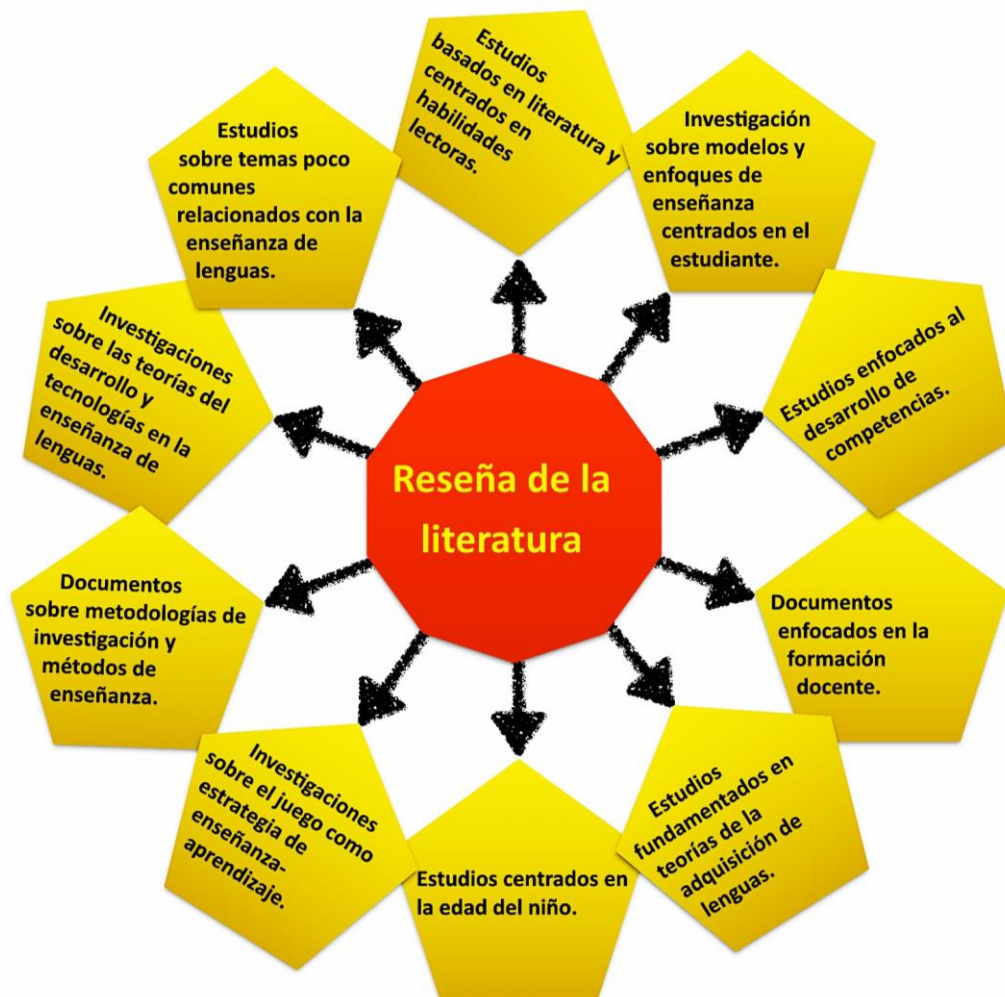 Estudios
basados en literatura y
centrados en
habilidades
lectoras.
Investigación
sobre modelos y
enfoques de
enseñanza
centrados en el
estudiante.
Estudios enfocados al
desarrollo de
competencias.
Documentos
enfocados en la
formación
docente.
Estudios
fundamentados en
teorías de la
adquisición de
lenguas.
Estudios centrados en
la edad del niño.
Investigaciones
sobre el juego como
estrategia de
enseñanza-
aprendizaje.
Documentos
sobre metodologías de
investigación y
métodos de
enseñanza.
Investigaciones
sobre las teorías del
desarrollo y
tecnologías en la
enseñanza de
lenguas.
Estudios
sobre temas poco
comunes
relacionados con la
enseñanza de
lenguas.
Reseña de la
literatura